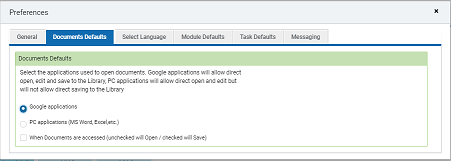 Preferences ×
General Documents Defaults Select Language Module Defaults Task Defaults Messaging
Documents Defaults
Select the applications used to open documents. Google applications will allow direct
open, edit and save to the Library, PC applications will allow direct open and edit but
will not allow direct saving to the Library
Google applications
PC applications (MS Word, Excel,etc.)
When Documents are accessed (unchecked will Open / checked will Save)